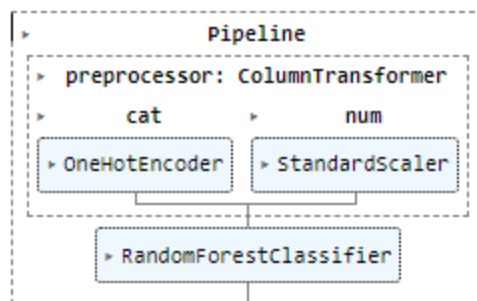 Pipeline
preprocessor: ColumnTransformer
cat num
OneHotEncoder StandardScaler
RandomForestClassifier